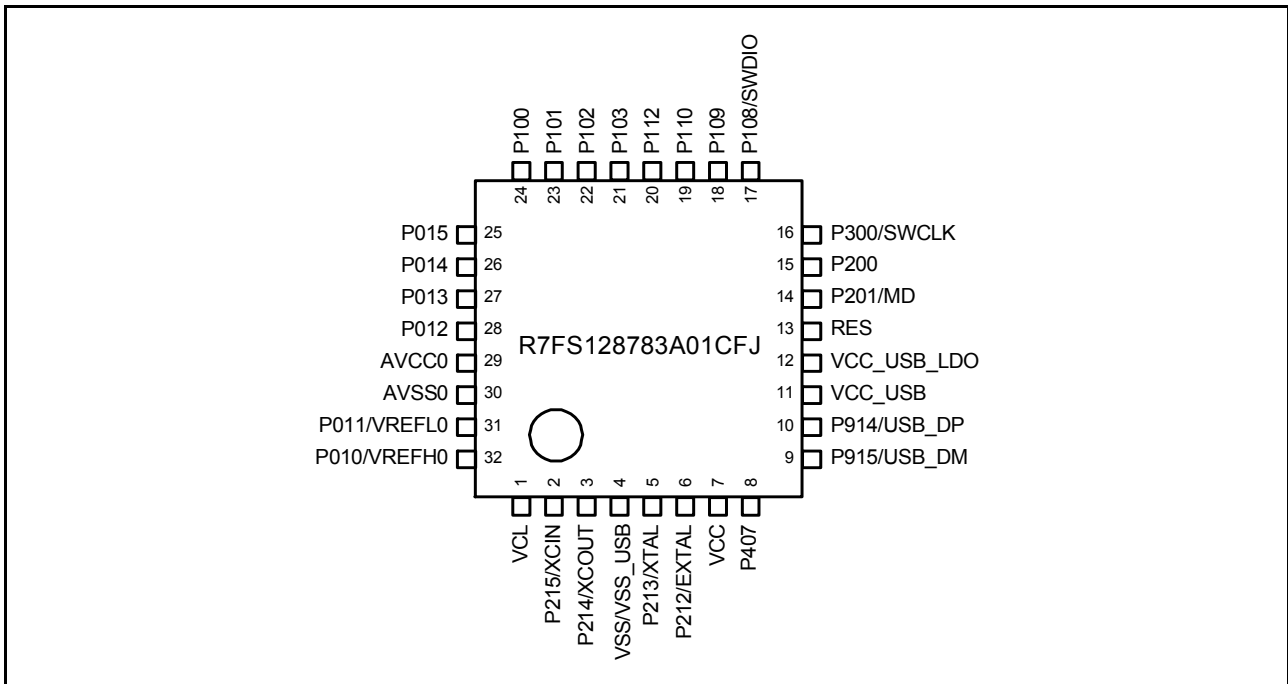 P100
P101
P102
P103
P112
P110
P109
P108/SWDIO
24
23
22
21
20
19
18
17
P015 25
P014 26
P013 27
P012 28
AVCC0 29
AVSS0 30
P011/VREFL0 31
P010/VREFH0 32
R7FS128783A01CFJ
16 P300/SWCLK
15 P200
14 P201/MD
13 RES
12 VCC_USB_LDO
11 VCC_USB
10 P914/USB_DP
9 P915/USB_DM
1
2
3
4
5
6
7
8
VCL
P215/XCIN
P214/XCOUT
VSS/VSS_USB
P213/XTAL
P212/EXTAL
VCC
P407